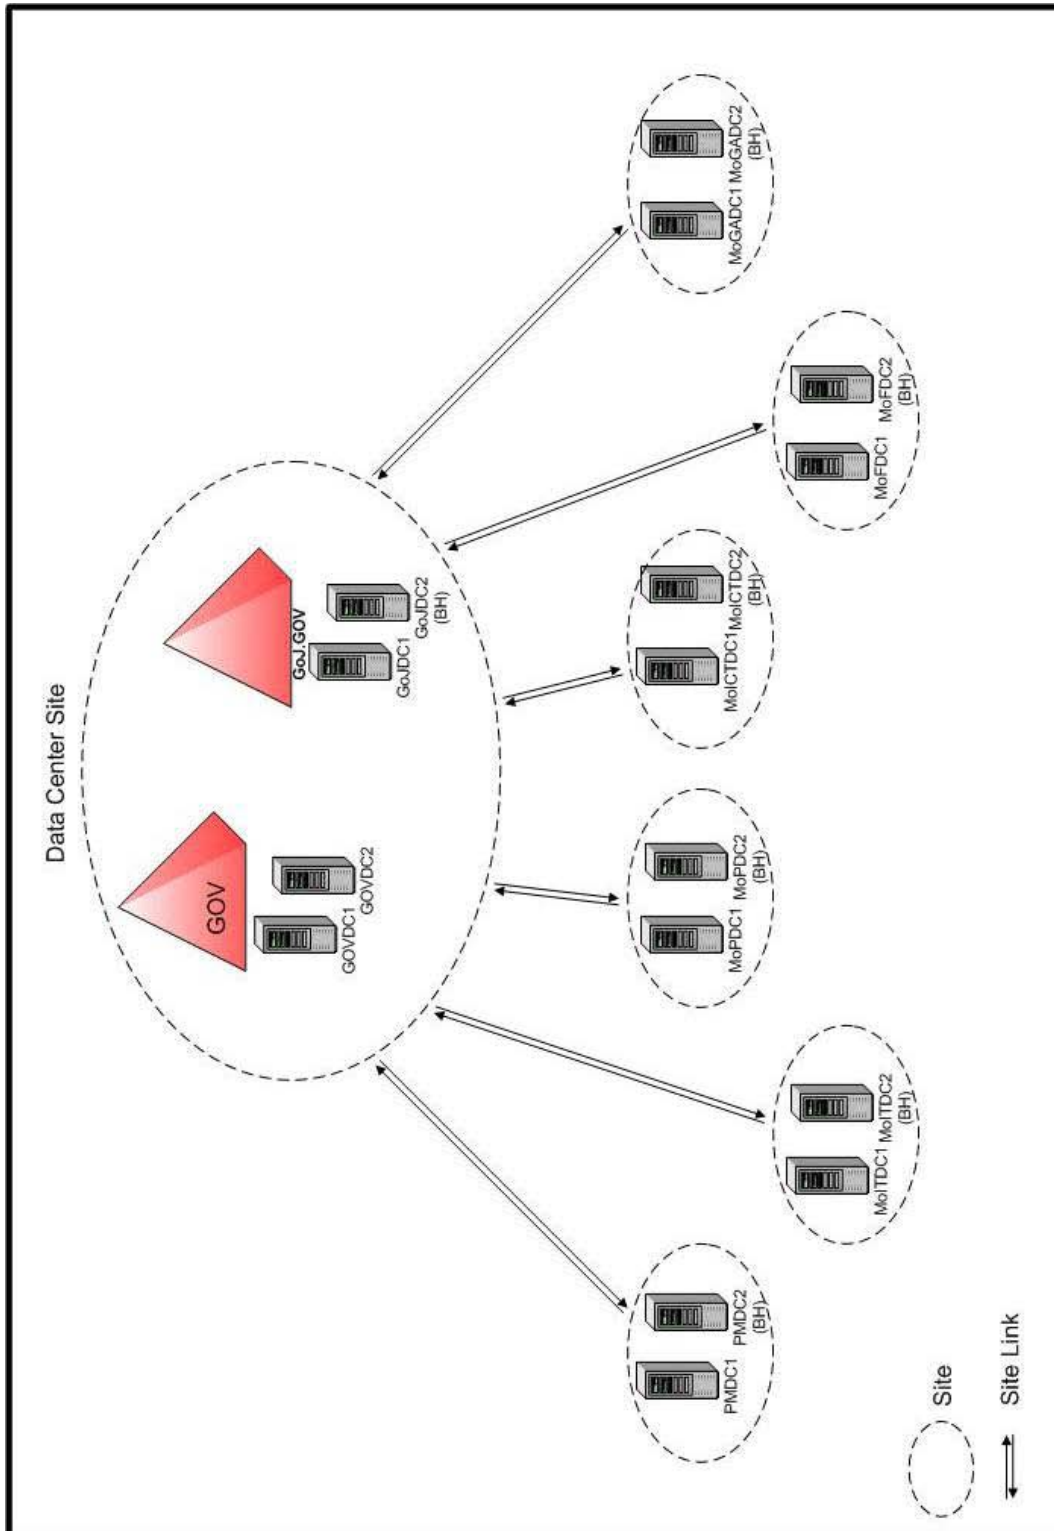 Data Center Site
GOV
GoJ.GOV
GOVDC1
GOVDC2
GoJDC1
GoJDC2
(BH)
PMDC1
PMDC2
(BH)
MoITDC1
MoITDC2
(BH)
MoPDC1
MoPDC2
(BH)
MoICTDC1
MoICTDC2
(BH)
MoFDC1
MoFDC2
(BH)
MoGADC1
MoGADC2
(BH)
Site
Site Link